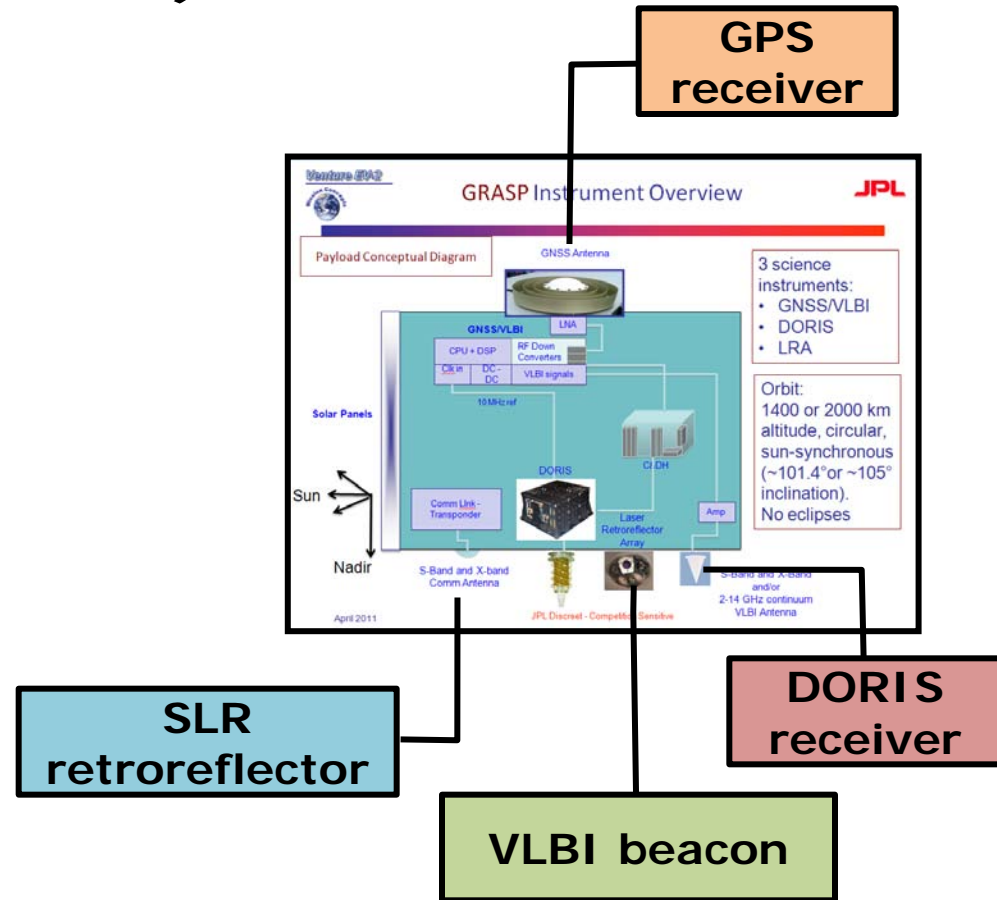 GPS
receiver
Venture EV-2
Mission Concepts
GRASP Instrument Overview
JPL
Payload Conceptual Diagram
GNSS Antenna
3 science
instruments:
• GNSS/VLBI
• DORIS
• LRA
LNA
GNSS/VLBI
CPU + DSP
RF Down
Converters
Clk in
DC -
DC
VLBI signals
10 MHz ref
Orbit:
1400 or 2000 km
altitude, circular,
sun-synchronous
(~101.4°or ~105°
inclination).
No eclipses
Solar Panels
C&DH
DORIS
Sun
Comm Link -
Transponder
Laser
Retroreflector
Array
Amp
Nadir
S-Band and X-band
Comm Antenna
S-Band and X-Band
and/or
2-14 GHz continuum
VLBI Antenna
April 2011
JPL Discreet - Competition Sensitive
SLR
retroreflector
DORIS
receiver
VLBI beacon